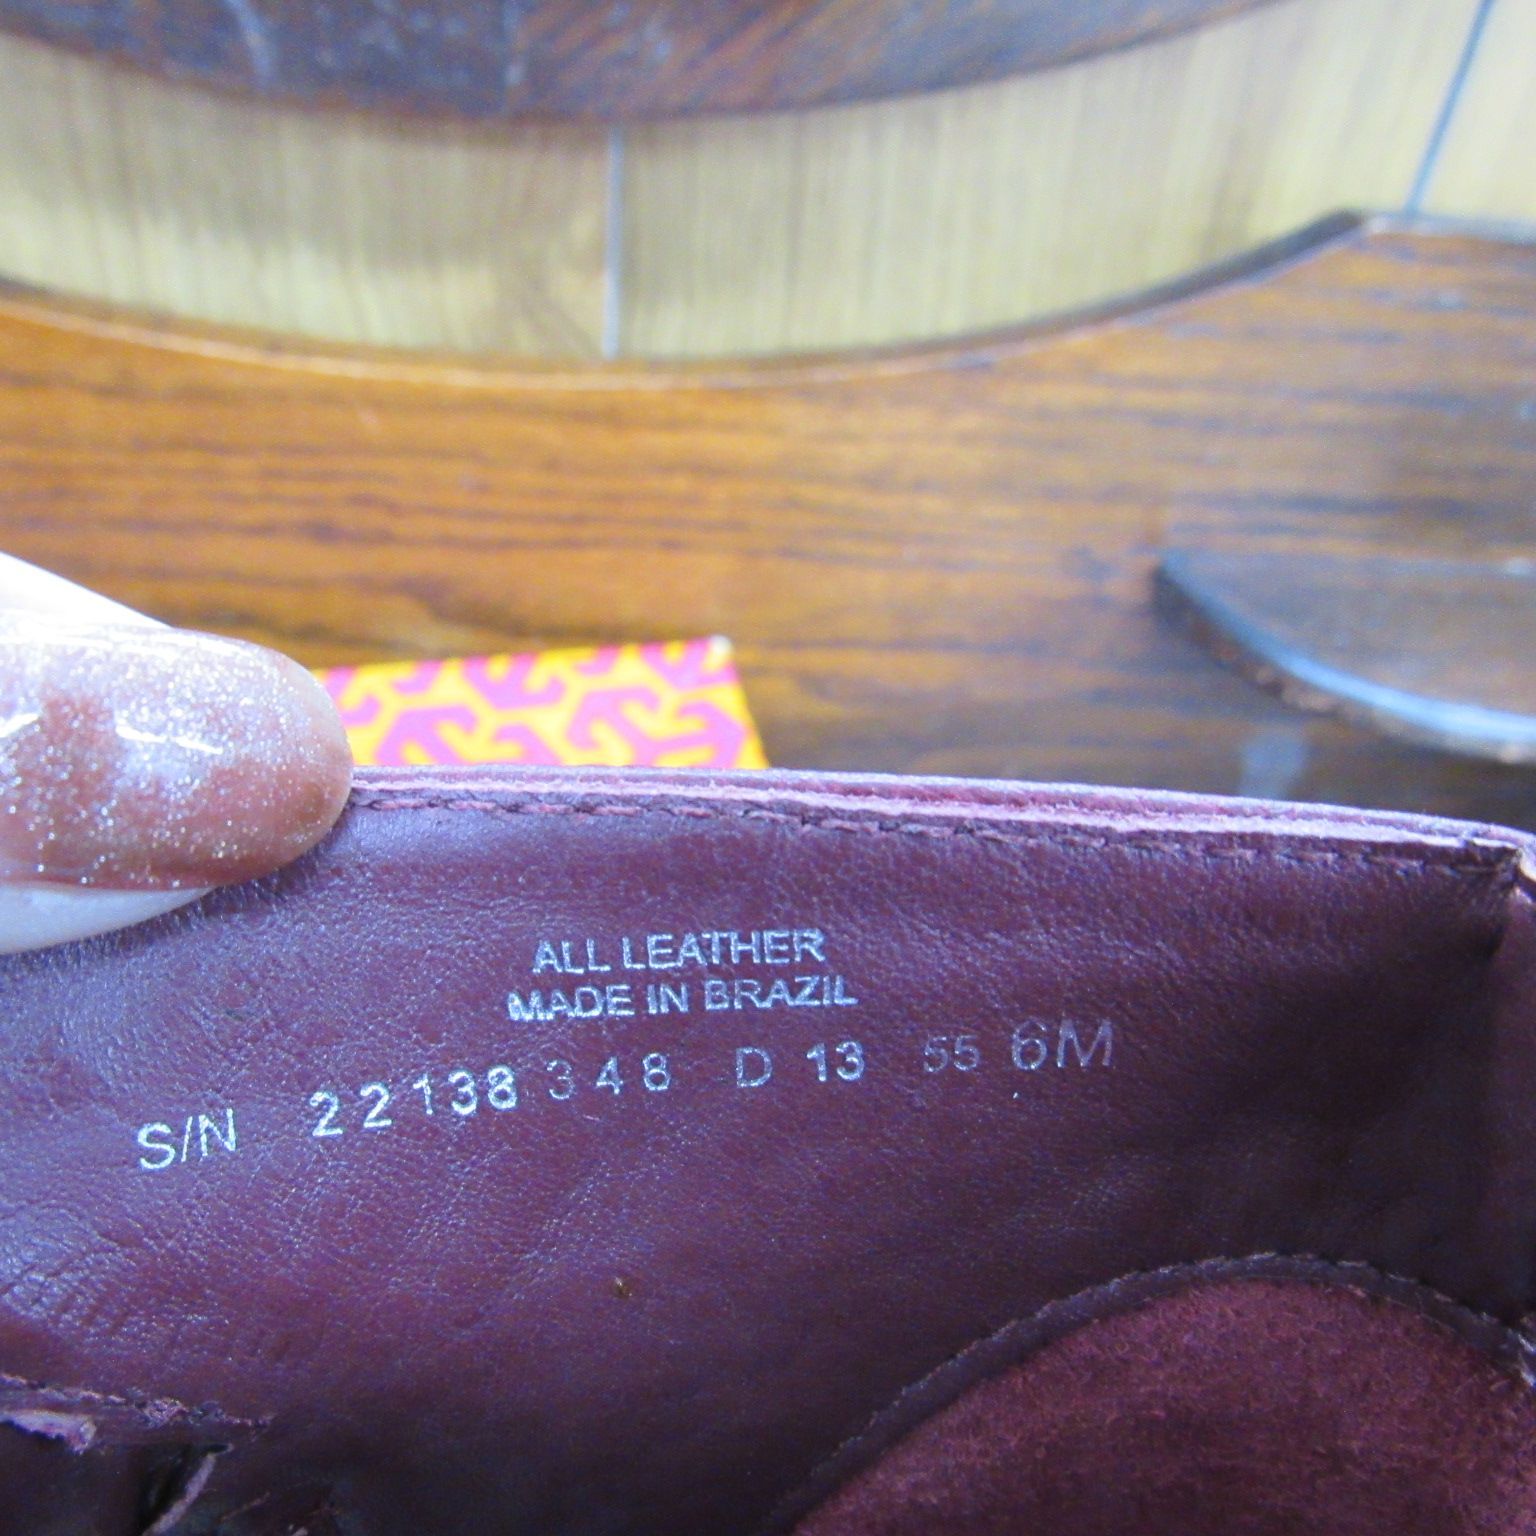 ALL LEATHER
MADE IN BRAZIL
S/N 22138348 D 13 55 6M